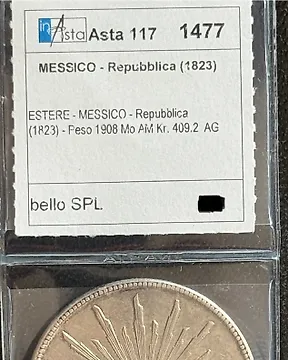 inAsta Asta 117 1477
MESSICO - Repubblica (1823)
ESTERE - MESSICO - Repubblica
(1823) - Peso 1908 Mo AM Kr. 409.2 AG
bello SPL